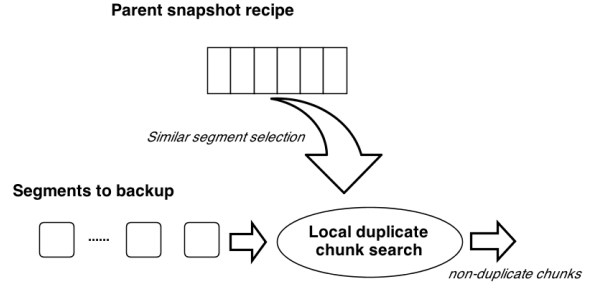 Parent snapshot recipe
Similar segment selection
Segments to backup
......
Local duplicate
chunk search
non-duplicate chunks